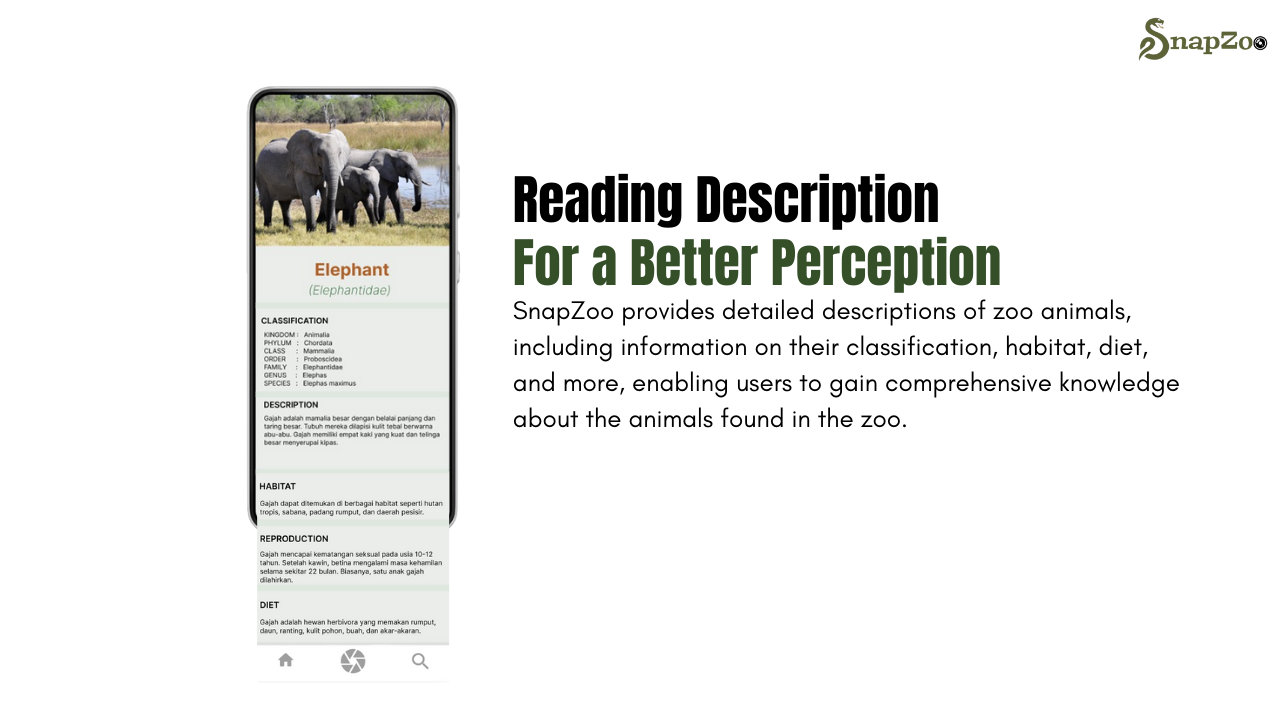 SnapZoo
Reading Description
For a Better Perception
SnapZoo provides detailed descriptions of zoo animals,
including information on their classification, habitat, diet,
and more, enabling users to gain comprehensive knowledge
about the animals found in the zoo.
Elephant
(Elephantidae)
CLASSIFICATION
KINGDOM : Animalia
PHYLUM : Chordata
CLASS : Mammalia
ORDER : Proboscidea
FAMILY : Elephantidae
GENUS : Elephas
SPECIES : Elephas maximus
DESCRIPTION
Gajah adalah mamalia besar dengan belalai panjang dan
taring besar. Tubuh mereka dilapisi kulit tebal berwarna
abu-abu. Gajah memiliki empat kaki yang kuat dan telinga
besar menyerupai kipas.
HABITAT
Gajah dapat ditemukan di berbagai habitat seperti hutan
tropis, sabana, padang rumput, dan daerah pesisir.
REPRODUCTION
Gajah mencapai kematangan seksual pada usia 10-12
tahun. Setelah kawin, betina mengalami masa kehamilan
selama sekitar 22 bulan. Biasanya, satu anak gajah
dilahirkan.
DIET
Gajah adalah hewan herbivora yang memakan rumput,
daun, ranting, kulit pohon, buah, dan akar-akaran.